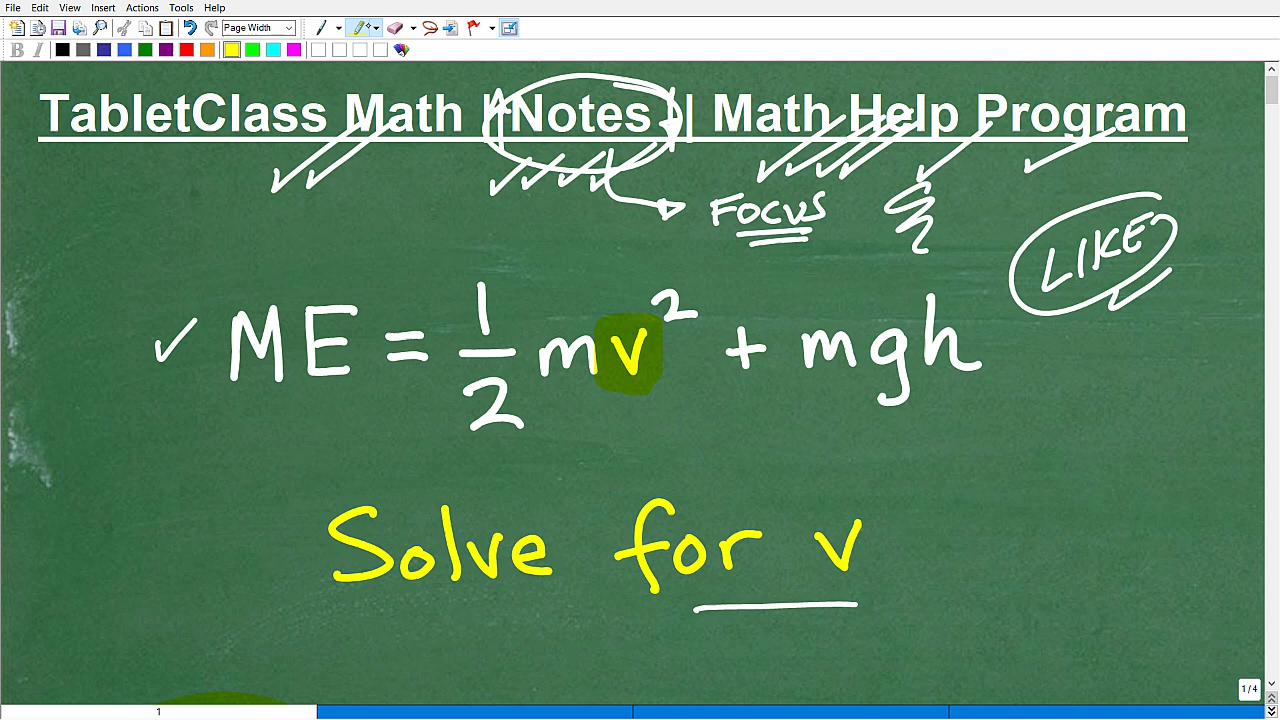 File Edit View Insert Actions Tools Help
Page Width
B I
TabletClass Math | Notes | Math Help Program
FOCUS
LIKE
ME = 1/2 mv² + mgh
Solve for v
1/4
1